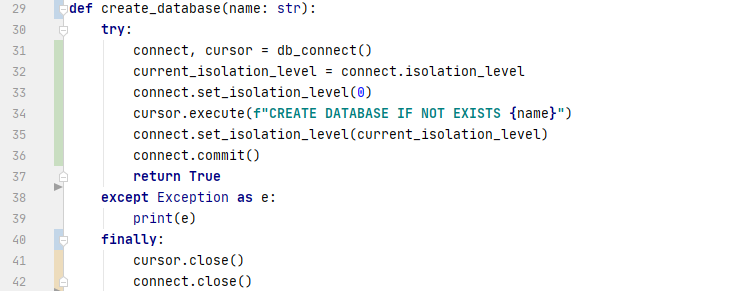 29 def create_database(name: str):
30     try:
31         connect, cursor = db_connect()
32         current_isolation_level = connect.isolation_level
33         connect.set_isolation_level(0)
34         cursor.execute(f"CREATE DATABASE IF NOT EXISTS {name}")
35         connect.set_isolation_level(current_isolation_level)
36         connect.commit()
37         return True
38     except Exception as e:
39         print(e)
40     finally:
41         cursor.close()
42         connect.close()